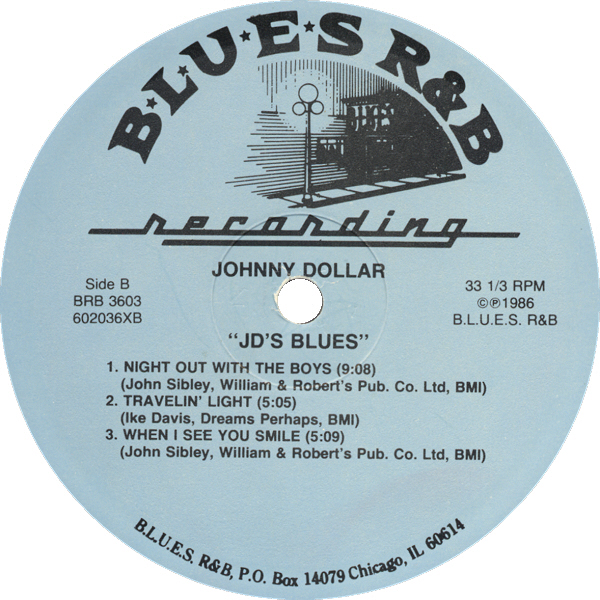 B★L★U★E★S R&B
recording
JOHNNY DOLLAR
Side B
BRB 3603
602036XB
33 1/3 RPM
©℗1986
B.L.U.E.S. R&B
"JD'S BLUES"
1. NIGHT OUT WITH THE BOYS (9:08)
(John Sibley, William & Robert's Pub. Co. Ltd, BMI)
2. TRAVELIN' LIGHT (5:05)
(Ike Davis, Dreams Perhaps, BMI)
3. WHEN I SEE YOU SMILE (5:09)
(John Sibley, William & Robert's Pub. Co. Ltd, BMI)
B.L.U.E.S. R&B, P.O. Box 14079 Chicago, IL 60614